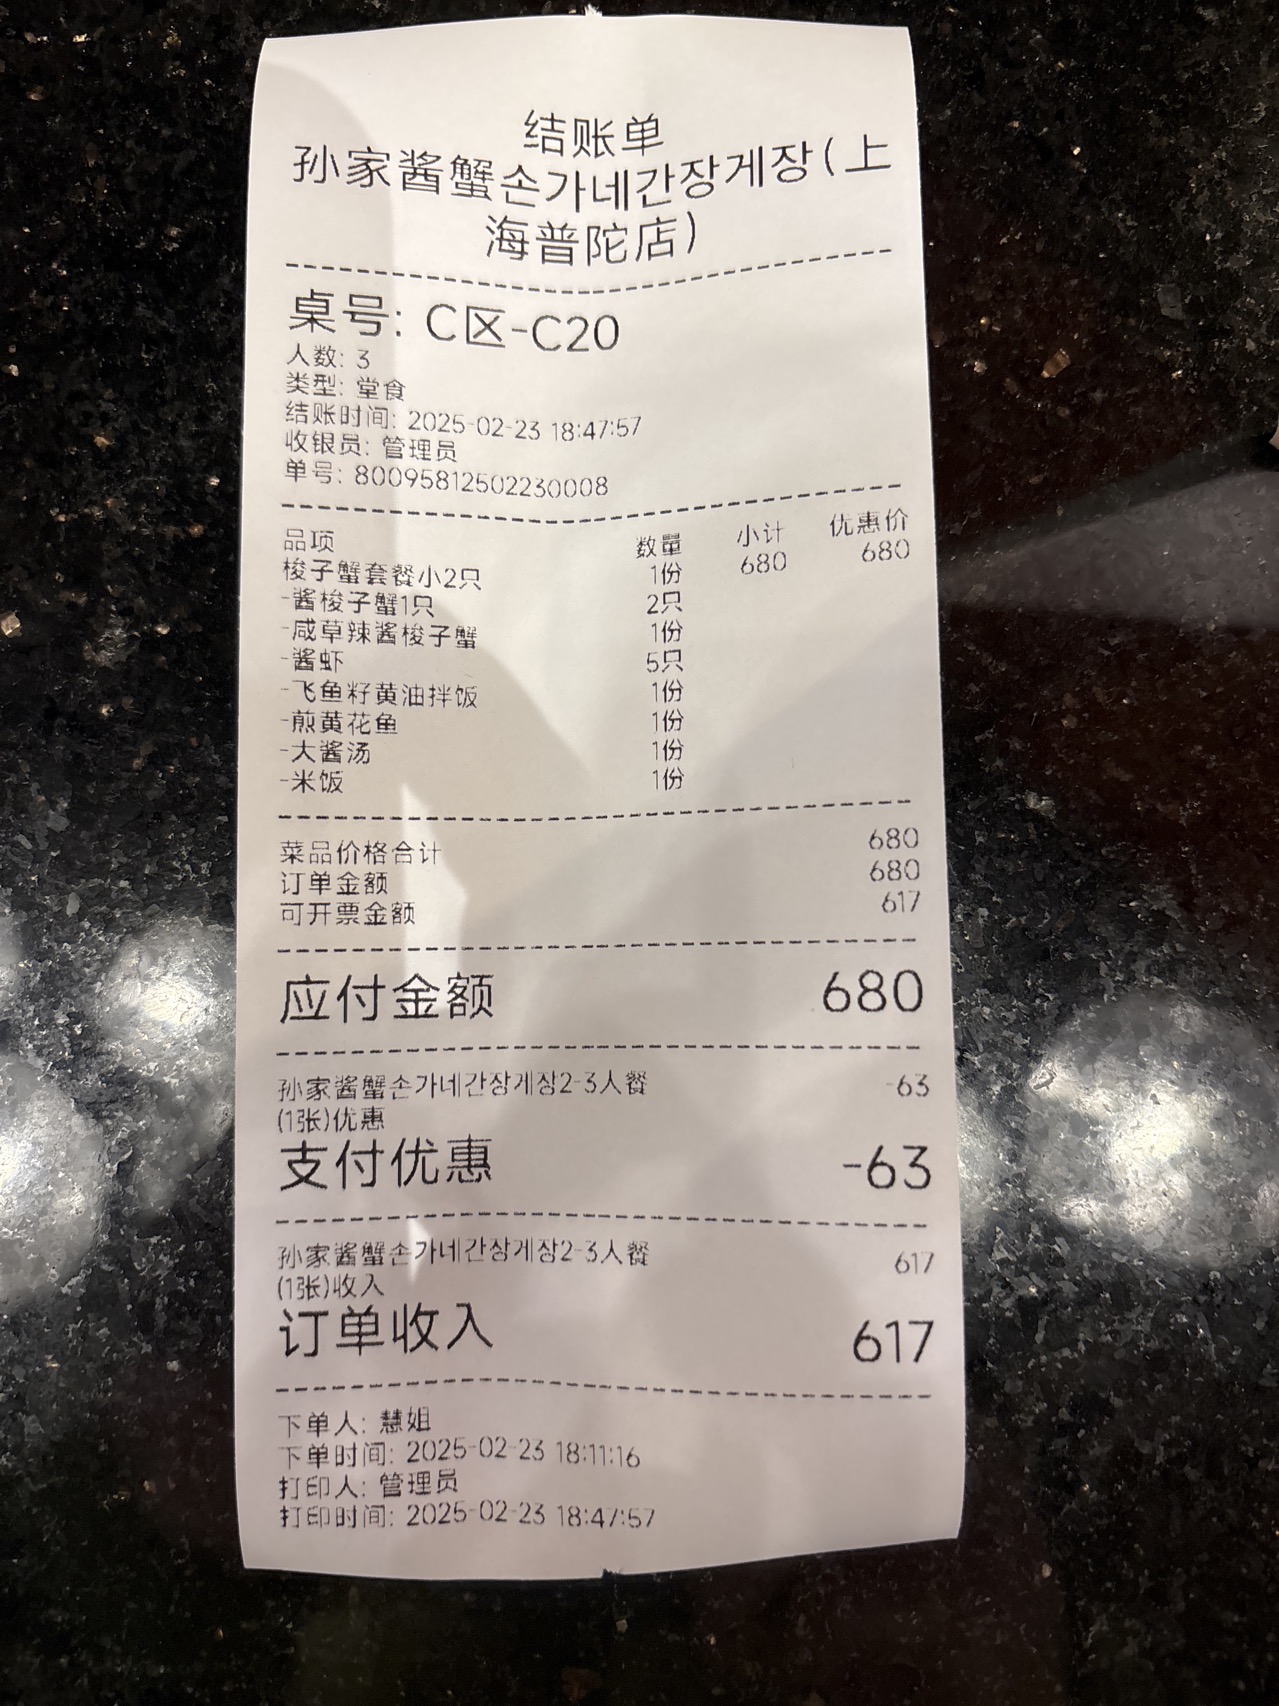 结账单
孙家酱蟹손가네간장게장(上
海普陀店)
桌号: C区-C20
人数: 3
类型: 堂食
结账时间: 2025-02-23 18:47:57
收银员: 管理员
单号: 80095812502230008
品项 数量 小计 优惠价
梭子蟹套餐小2只 1份 680 680
-酱梭子蟹1只 2只
-咸草辣酱梭子蟹 1份
-酱虾 5只
-飞鱼籽黄油拌饭 1份
-煎黄花鱼 1份
-大酱汤 1份
-米饭 1份
菜品价格合计 680
订单金额 680
可开票金额 617
应付金额 680
孙家酱蟹손가네간장게장2-3人餐 -63
(1张)优惠
支付优惠 -63
孙家酱蟹손가네간장게장2-3人餐 617
(1张)收入
订单收入 617
下单人: 慧姐
下单时间: 2025-02-23 18:11:16
打印人: 管理员
打印时间: 2025-02-23 18:47:57